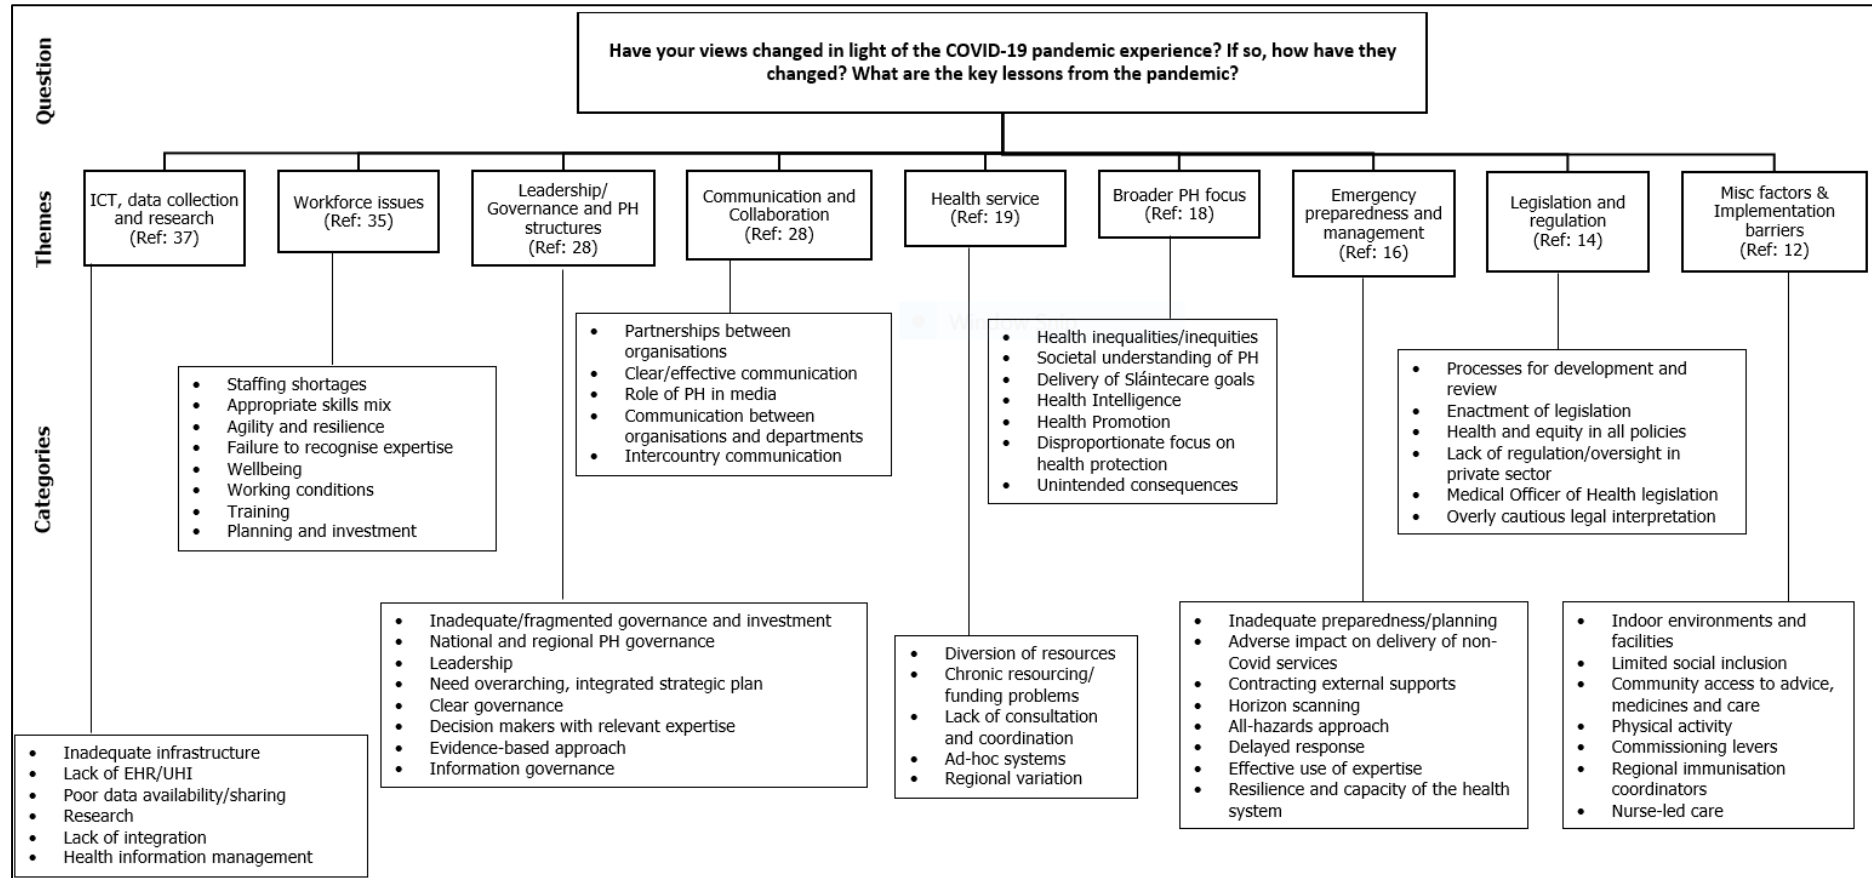 Question
Have your views changed in light of the COVID-19 pandemic experience? If so, how have they
changed? What are the key lessons from the pandemic?
Themes
ICT, data collection
and research
(Ref: 37)
Workforce issues
(Ref: 35)
Leadership/
Governance and PH
structures
(Ref: 28)
Communication and
Collaboration
(Ref: 28)
Health service
(Ref: 19)
Broader PH focus
(Ref: 18)
Emergency
preparedness and
management
(Ref: 16)
Legislation and
regulation
(Ref: 14)
Misc factors &
Implementation
barriers
(Ref: 12)
Window Snip
Categories
• Inadequate infrastructure
• Lack of EHR/UHI
• Poor data availability/sharing
• Research
• Lack of integration
• Health information management
• Staffing shortages
• Appropriate skills mix
• Agility and resilience
• Failure to recognise expertise
• Wellbeing
• Working conditions
• Training
• Planning and investment
• Inadequate/fragmented governance and investment
• National and regional PH governance
• Leadership
• Need overarching, integrated strategic plan
• Clear governance
• Decision makers with relevant expertise
• Evidence-based approach
• Information governance
• Partnerships between
organisations
• Clear/effective communication
• Role of PH in media
• Communication between
organisations and departments
• Intercountry communication
• Diversion of resources
• Chronic resourcing/
funding problems
• Lack of consultation
and coordination
• Ad-hoc systems
• Regional variation
• Health inequalities/inequities
• Societal understanding of PH
• Delivery of Sláintecare goals
• Health Intelligence
• Health Promotion
• Disproportionate focus on
health protection
• Unintended consequences
• Inadequate preparedness/planning
• Adverse impact on delivery of non-
Covid services
• Contracting external supports
• Horizon scanning
• All-hazards approach
• Delayed response
• Effective use of expertise
• Resilience and capacity of the health
system
• Processes for development and
review
• Enactment of legislation
• Health and equity in all policies
• Lack of regulation/oversight in
private sector
• Medical Officer of Health legislation
• Overly cautious legal interpretation
• Indoor environments and
facilities
• Limited social inclusion
• Community access to advice,
medicines and care
• Physical activity
• Commissioning levers
• Regional immunisation
coordinators
• Nurse-led care